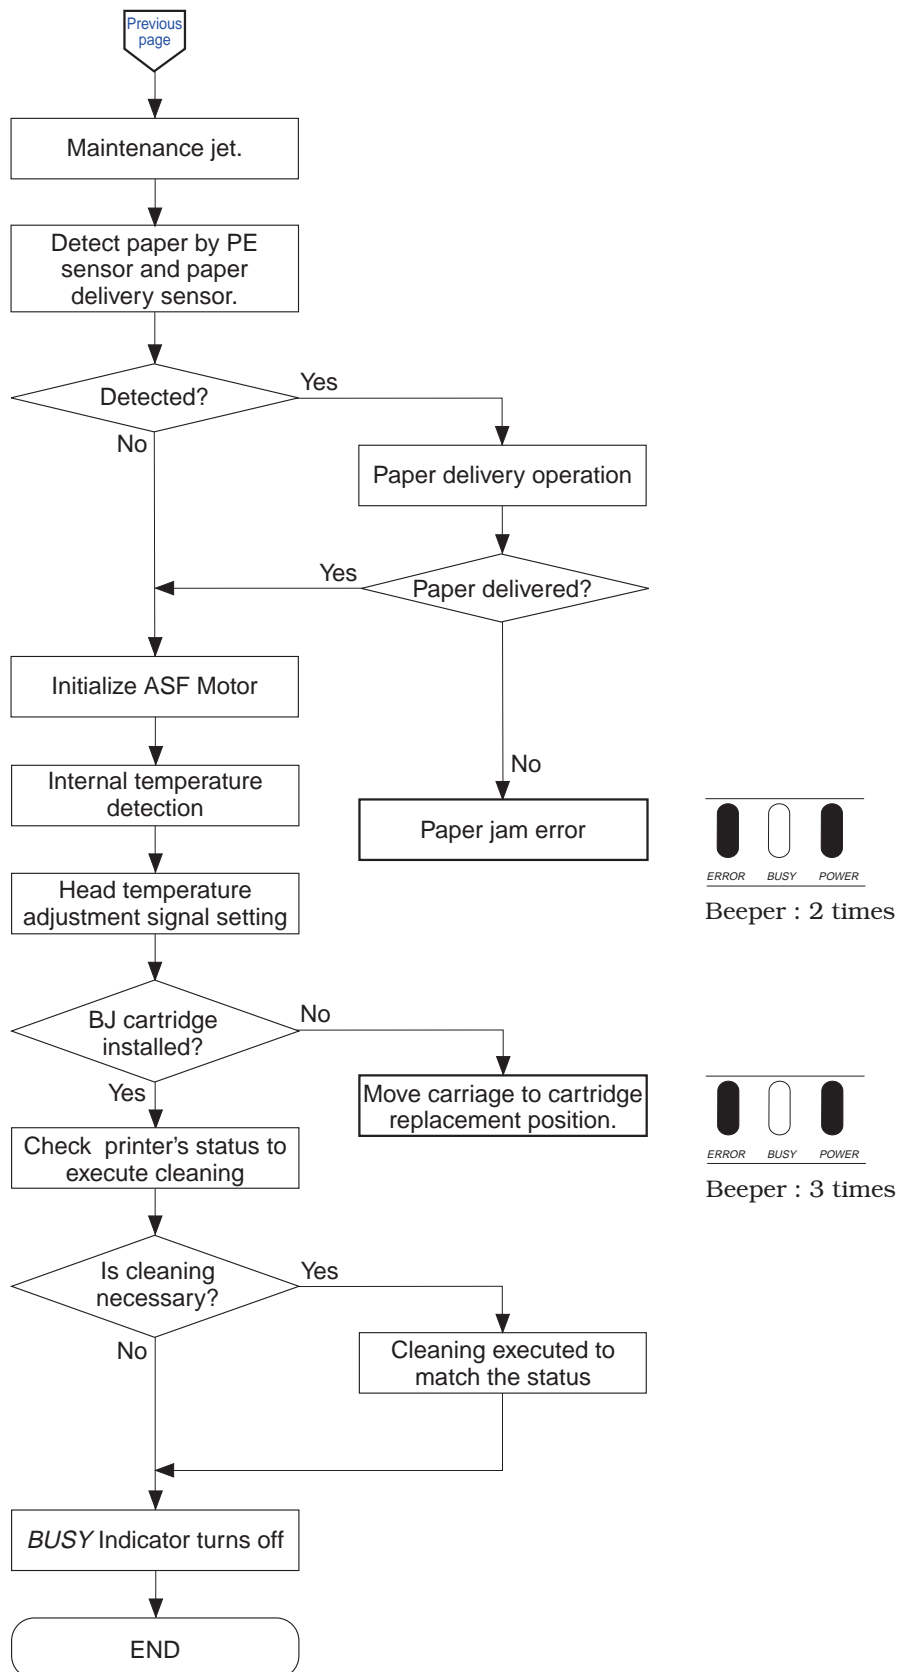 Previous
page
Maintenance jet.
Detect paper by PE
sensor and paper
delivery sensor.
Detected?
Yes
No
Paper delivery operation
Yes
Paper delivered?
Initialize ASF Motor
No
Internal temperature
detection
Paper jam error
ERROR BUSY POWER
Beeper : 2 times
Head temperature
adjustment signal setting
BJ cartridge
installed?
No
Yes
Move carriage to cartridge
replacement position.
ERROR BUSY POWER
Beeper : 3 times
Check printer's status to
execute cleaning
Is cleaning
necessary?
Yes
No
Cleaning executed to
match the status
BUSY Indicator turns off
END